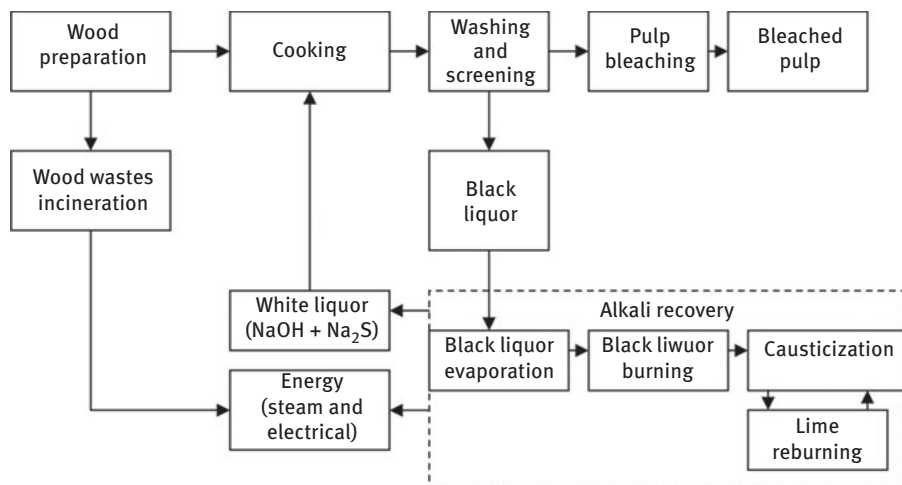 Wood
preparation
Cooking
Washing
and
screening
Pulp
bleaching
Bleached
pulp
Wood wastes
incineration
Black
liquor
White liquor
(NaOH + Na₂S)
Alkali recovery
Black liquor
evaporation
Black liwuor
burning
Causticization
Energy
(steam and
electrical)
Lime
reburning